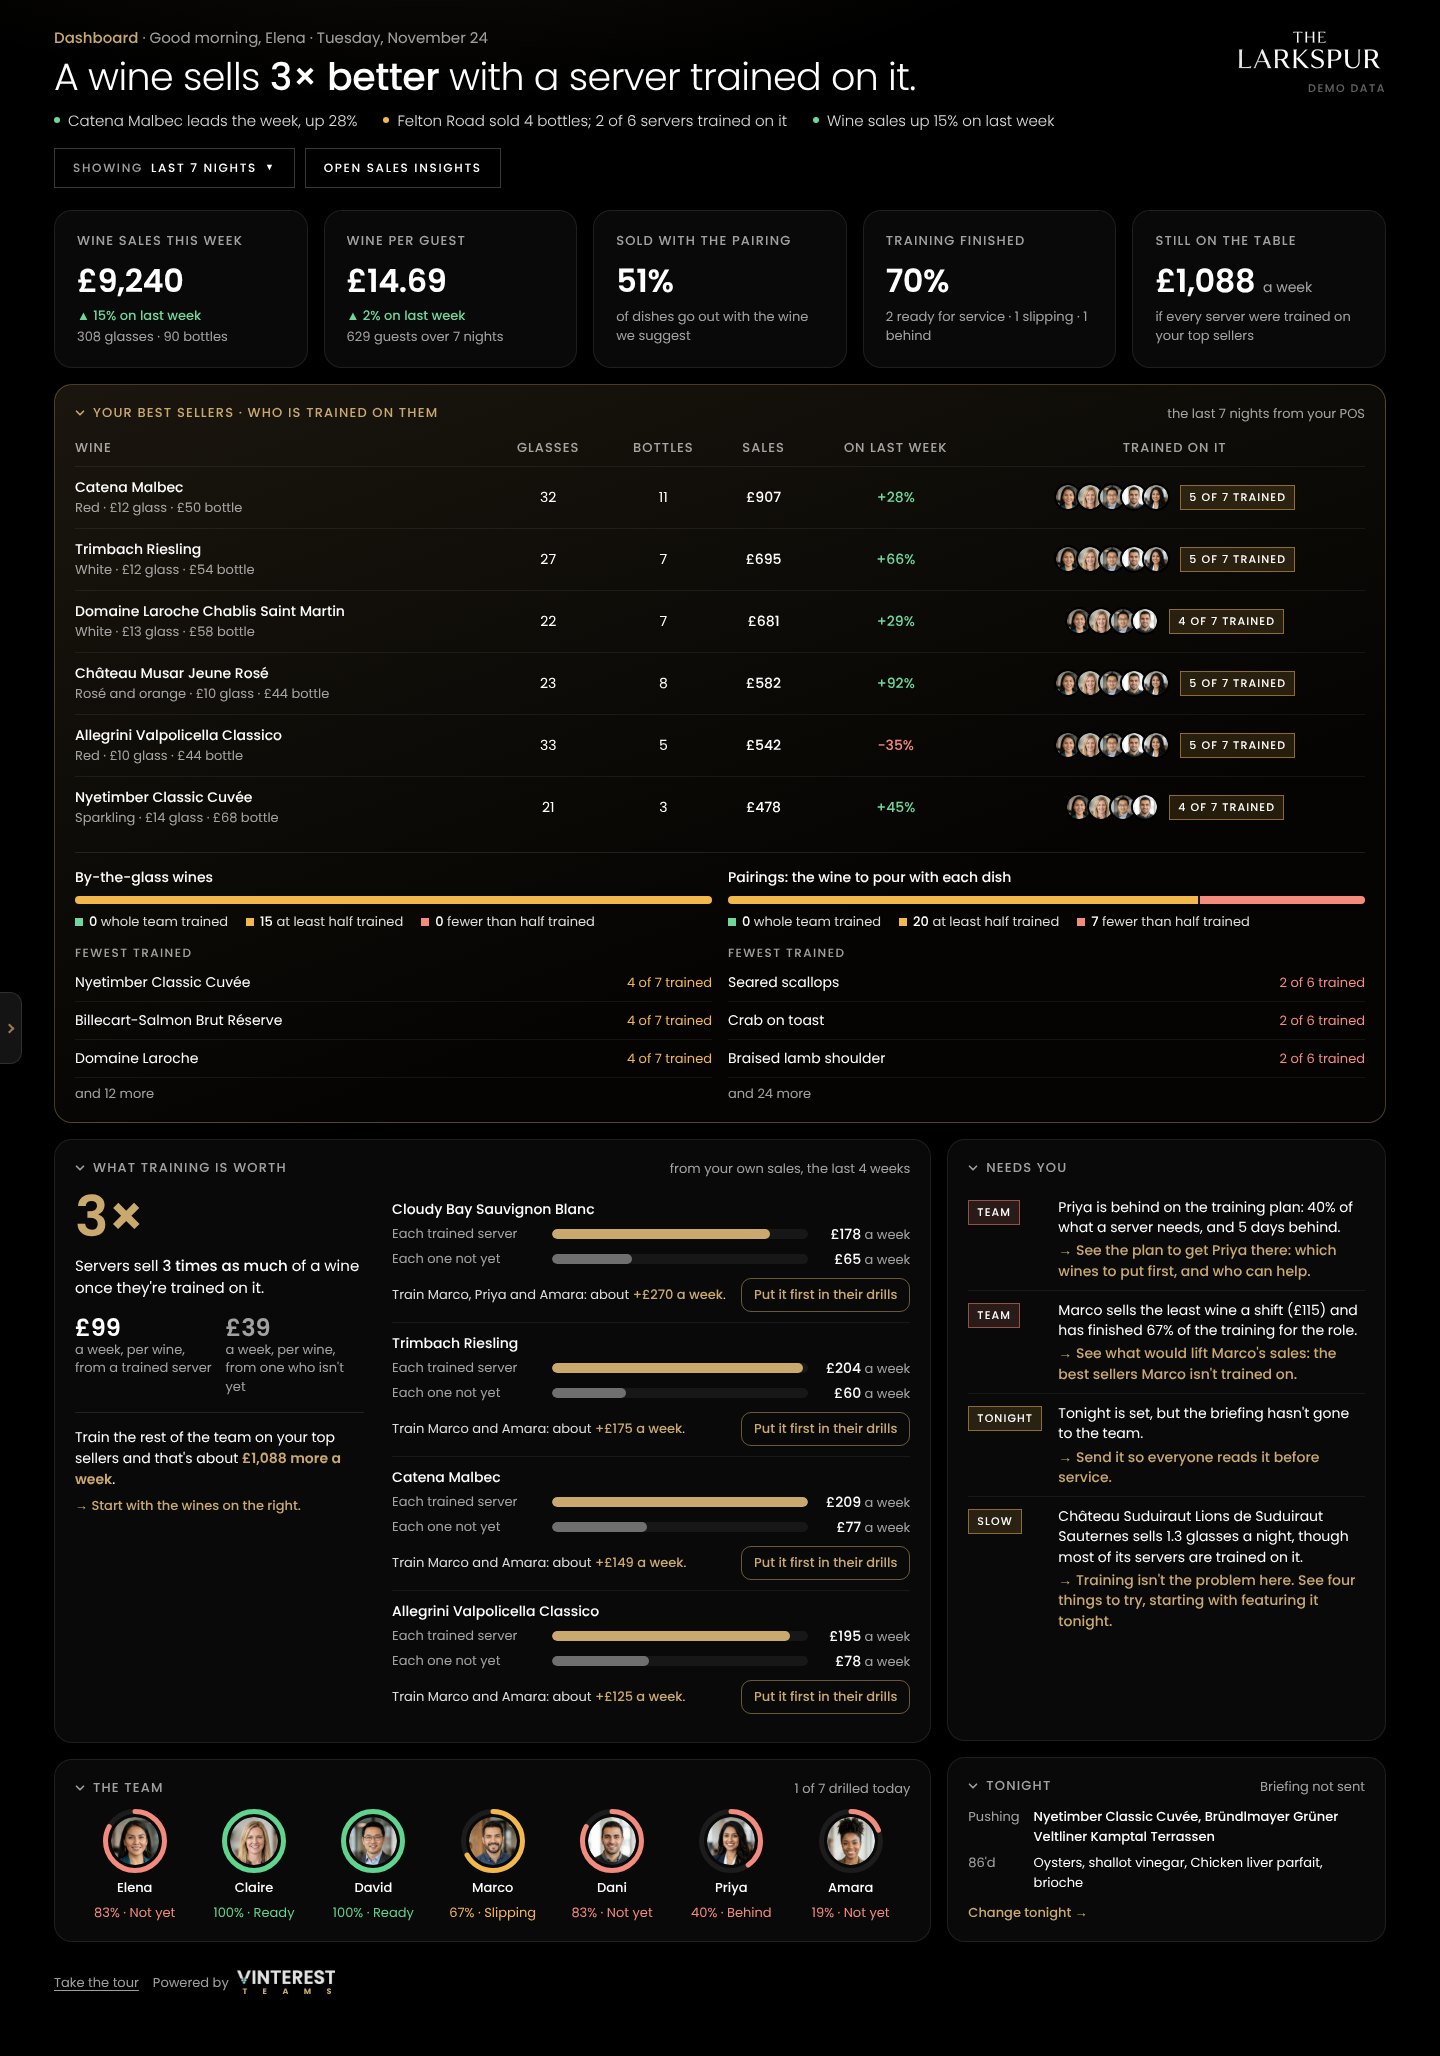 Dashboard · Good morning, Elena · Tuesday, November 24
THE
LARKSPUR
DEMO DATA
A wine sells 3× better with a server trained on it.
Catena Malbec leads the week, up 28%
Felton Road sold 4 bottles; 2 of 6 servers trained on it
Wine sales up 15% on last week
SHOWING LAST 7 NIGHTS ▼
OPEN SALES INSIGHTS
WINE SALES THIS WEEK
£9,240
▲ 15% on last week
308 glasses · 90 bottles
WINE PER GUEST
£14.69
▲ 2% on last week
629 guests over 7 nights
SOLD WITH THE PAIRING
51%
of dishes go out with the wine
we suggest
TRAINING FINISHED
70%
2 ready for service · 1 slipping · 1
behind
STILL ON THE TABLE
£1,088 a week
if every server were trained on
your top sellers
YOUR BEST SELLERS · WHO IS TRAINED ON THEM
the last 7 nights from your POS
WINE GLASSES BOTTLES SALES ON LAST WEEK TRAINED ON IT
Catena Malbec
Red · £12 glass · £50 bottle
32 11 £907 +28% 5 OF 7 TRAINED
Trimbach Riesling
White · £12 glass · £54 bottle
27 7 £695 +66% 5 OF 7 TRAINED
Domaine Laroche Chablis Saint Martin
White · £13 glass · £58 bottle
22 7 £681 +29% 4 OF 7 TRAINED
Château Musar Jeune Rosé
Rosé and orange · £10 glass · £44 bottle
23 8 £582 +92% 5 OF 7 TRAINED
Allegrini Valpolicella Classico
Red · £10 glass · £44 bottle
33 5 £542 -35% 5 OF 7 TRAINED
Nyetimber Classic Cuvée
Sparkling · £14 glass · £68 bottle
21 3 £478 +45% 4 OF 7 TRAINED
By-the-glass wines
0 whole team trained 15 at least half trained 0 fewer than half trained
FEWEST TRAINED
Nyetimber Classic Cuvée 4 of 7 trained
Billecart-Salmon Brut Réserve 4 of 7 trained
Domaine Laroche 4 of 7 trained
and 12 more
Pairings: the wine to pour with each dish
0 whole team trained 20 at least half trained 7 fewer than half trained
FEWEST TRAINED
Seared scallops 2 of 6 trained
Crab on toast 2 of 6 trained
Braised lamb shoulder 2 of 6 trained
and 24 more
WHAT TRAINING IS WORTH
from your own sales, the last 4 weeks
3×
Servers sell 3 times as much of a wine
once they're trained on it.
£99
a week, per wine,
from a trained server
£39
a week, per wine,
from one who isn't
yet
Train the rest of the team on your top
sellers and that's about £1,088 more a
week.
→ Start with the wines on the right.
Cloudy Bay Sauvignon Blanc
Each trained server £178 a week
Each one not yet £65 a week
Train Marco, Priya and Amara: about +£270 a week. Put it first in their drills
Trimbach Riesling
Each trained server £204 a week
Each one not yet £60 a week
Train Marco and Amara: about +£175 a week. Put it first in their drills
Catena Malbec
Each trained server £209 a week
Each one not yet £77 a week
Train Marco and Amara: about +£149 a week. Put it first in their drills
Allegrini Valpolicella Classico
Each trained server £195 a week
Each one not yet £78 a week
Train Marco and Amara: about +£125 a week. Put it first in their drills
NEEDS YOU
TEAM
Priya is behind on the training plan: 40% of
what a server needs, and 5 days behind.
→ See the plan to get Priya there: which
wines to put first, and who can help.
TEAM
Marco sells the least wine a shift (£115) and
has finished 67% of the training for the role.
→ See what would lift Marco's sales: the
best sellers Marco isn't trained on.
TONIGHT
Tonight is set, but the briefing hasn't gone
to the team.
→ Send it so everyone reads it before
service.
SLOW
Château Suduiraut Lions de Suduiraut
Sauternes sells 1.3 glasses a night, though
most of its servers are trained on it.
→ Training isn't the problem here. See four
things to try, starting with featuring it
tonight.
THE TEAM
1 of 7 drilled today
Elena
83% · Not yet
Claire
100% · Ready
David
100% · Ready
Marco
67% · Slipping
Dani
83% · Not yet
Priya
40% · Behind
Amara
19% · Not yet
TONIGHT
Briefing not sent
Pushing Nyetimber Classic Cuvée, Bründlmayer Grüner
Veltliner Kamptal Terrassen
86'd Oysters, shallot vinegar, Chicken liver parfait,
brioche
Change tonight →
Take the tour Powered by VINTEREST
TEAMS